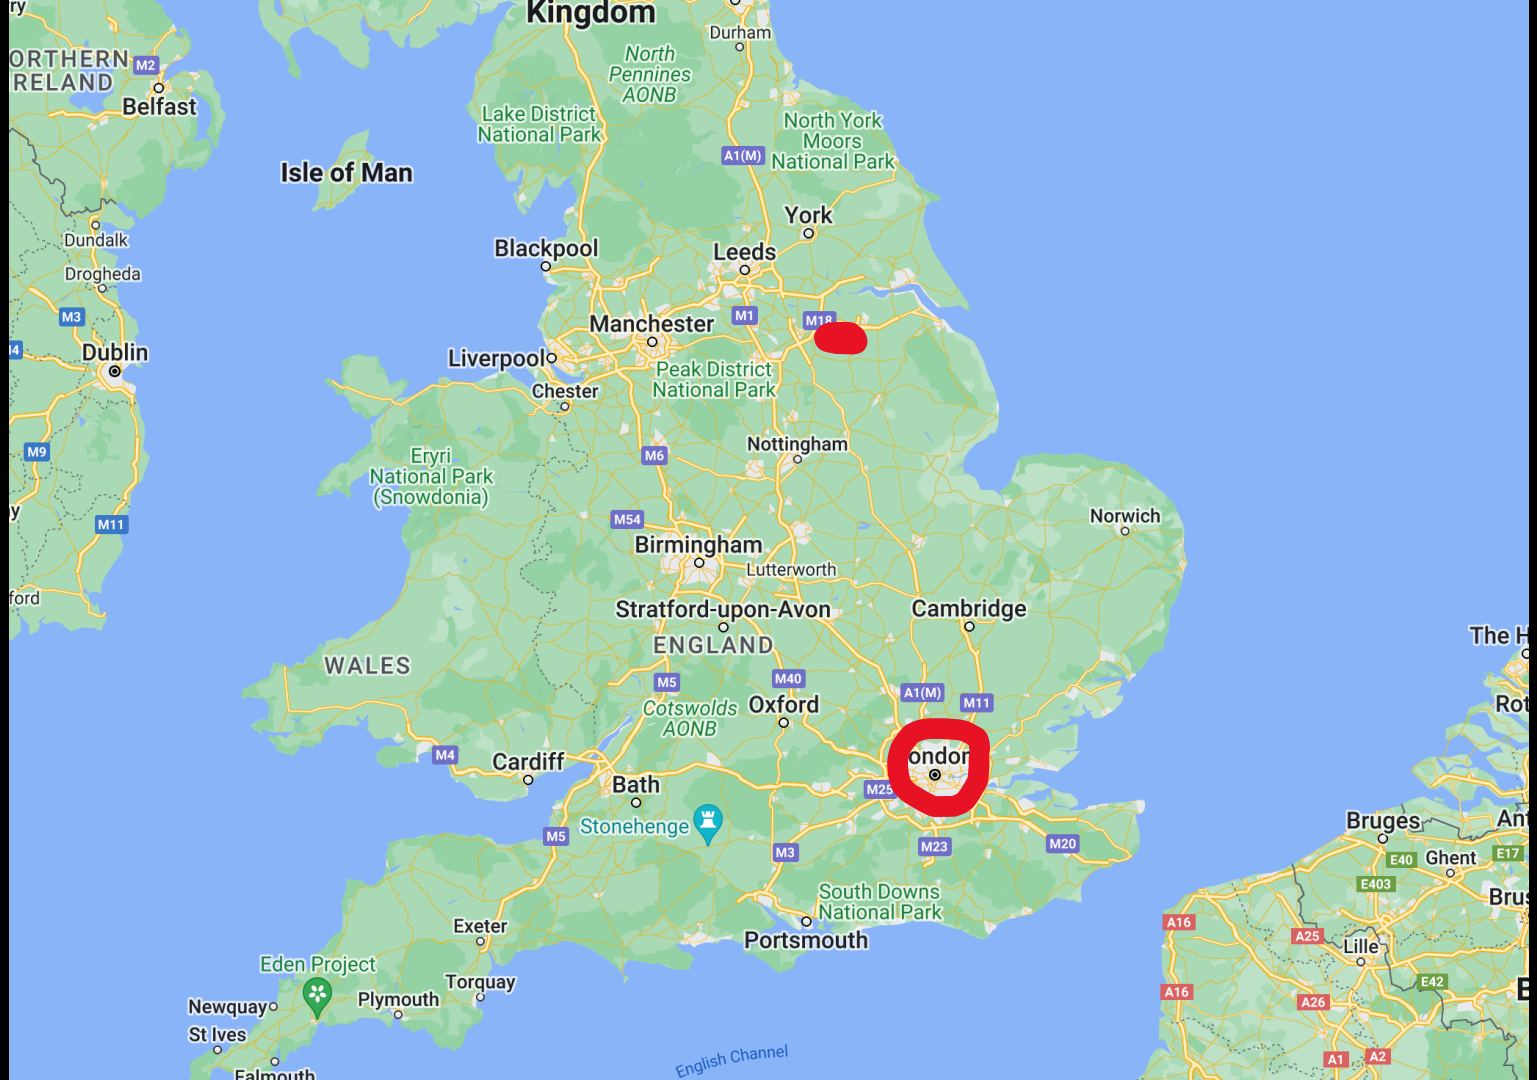 ry
Kingdom
Durham
ORTHERN
RELAND
M2
Belfast
North
Pennines
AONB
Lake District
National Park
North York
Moors
National Park
A1(M)
Isle of Man
York
Dundalk
Blackpool
Leeds
Drogheda
M3
M1
M18
Manchester
Dublin
Liverpool
Peak District
National Park
Chester
Nottingham
M9
M6
Eryri
National Park
(Snowdonia)
y
M11
M54
Norwich
Birmingham
Lutterworth
ford
Stratford-upon-Avon
Cambridge
ENGLAND
The H
WALES
M5
M40
A1(M)
M11
Cotswolds
AONB
Oxford
Rot
M4
Cardiff
ondon
Bath
M25
Stonehenge
M5
M3
M23
M20
Bruges
An
E40
Ghent
E17
E403
Brus
South Downs
National Park
A16
Exeter
Portsmouth
A25
Lille
Eden Project
Torquay
E42
Newquay
Plymouth
A16
A26
St Ives
English Channel
A1
A2
Falmouth